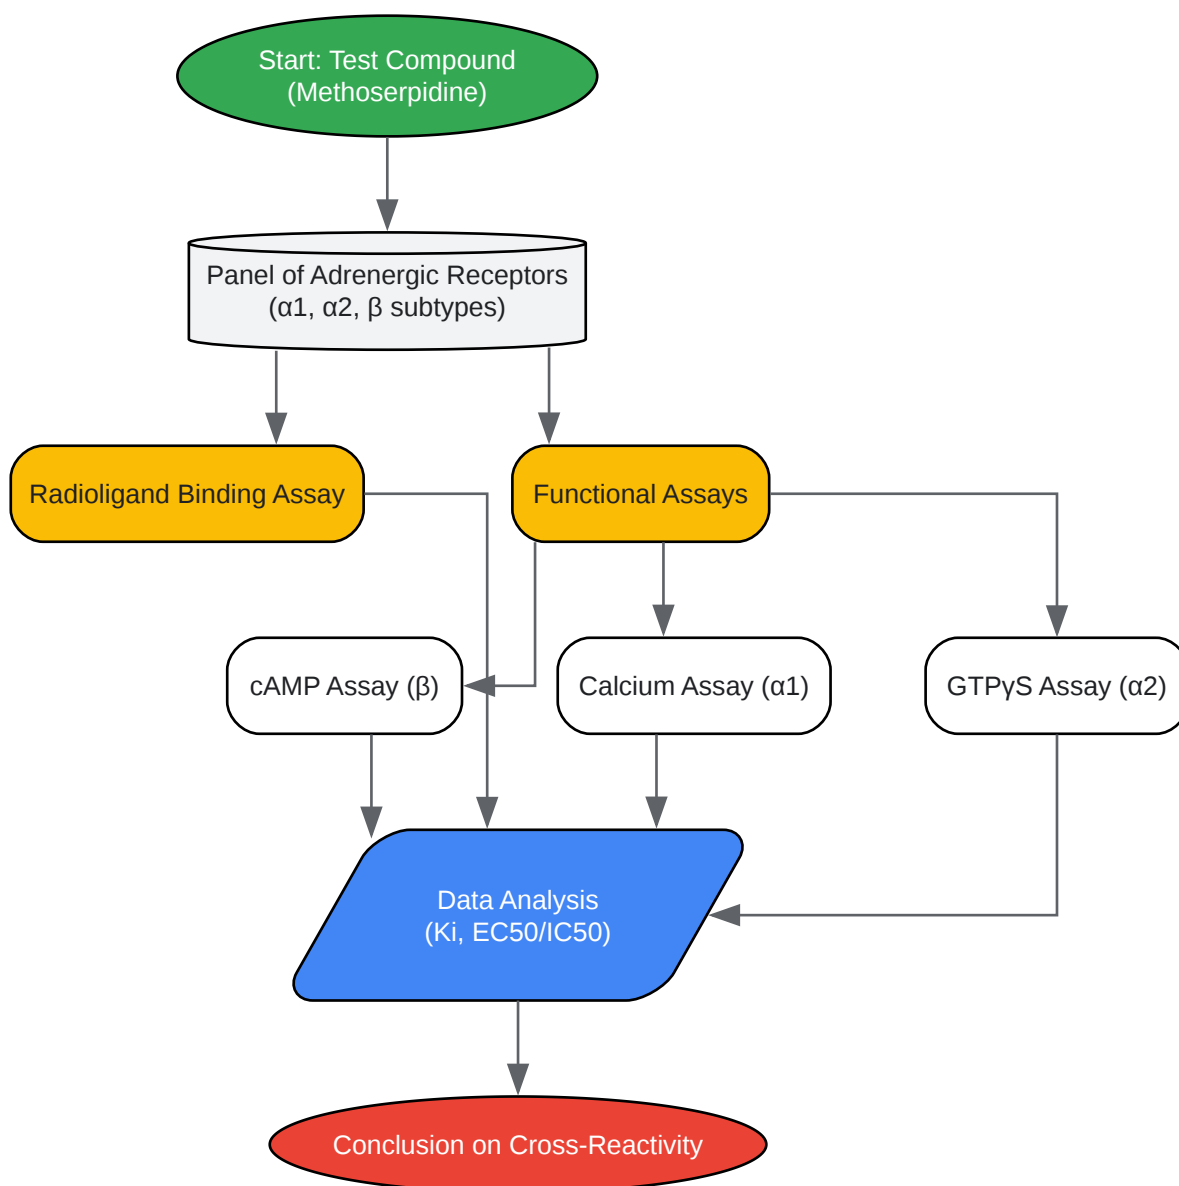 Start: Test Compound
(Methoserpidine)
Panel of Adrenergic Receptors
(α1, α2, β subtypes)
Radioligand Binding Assay
Functional Assays
cAMP Assay (β)
Calcium Assay (α1)
GTPγS Assay (α2)
Data Analysis
(Ki, EC50/IC50)
Conclusion on Cross-Reactivity